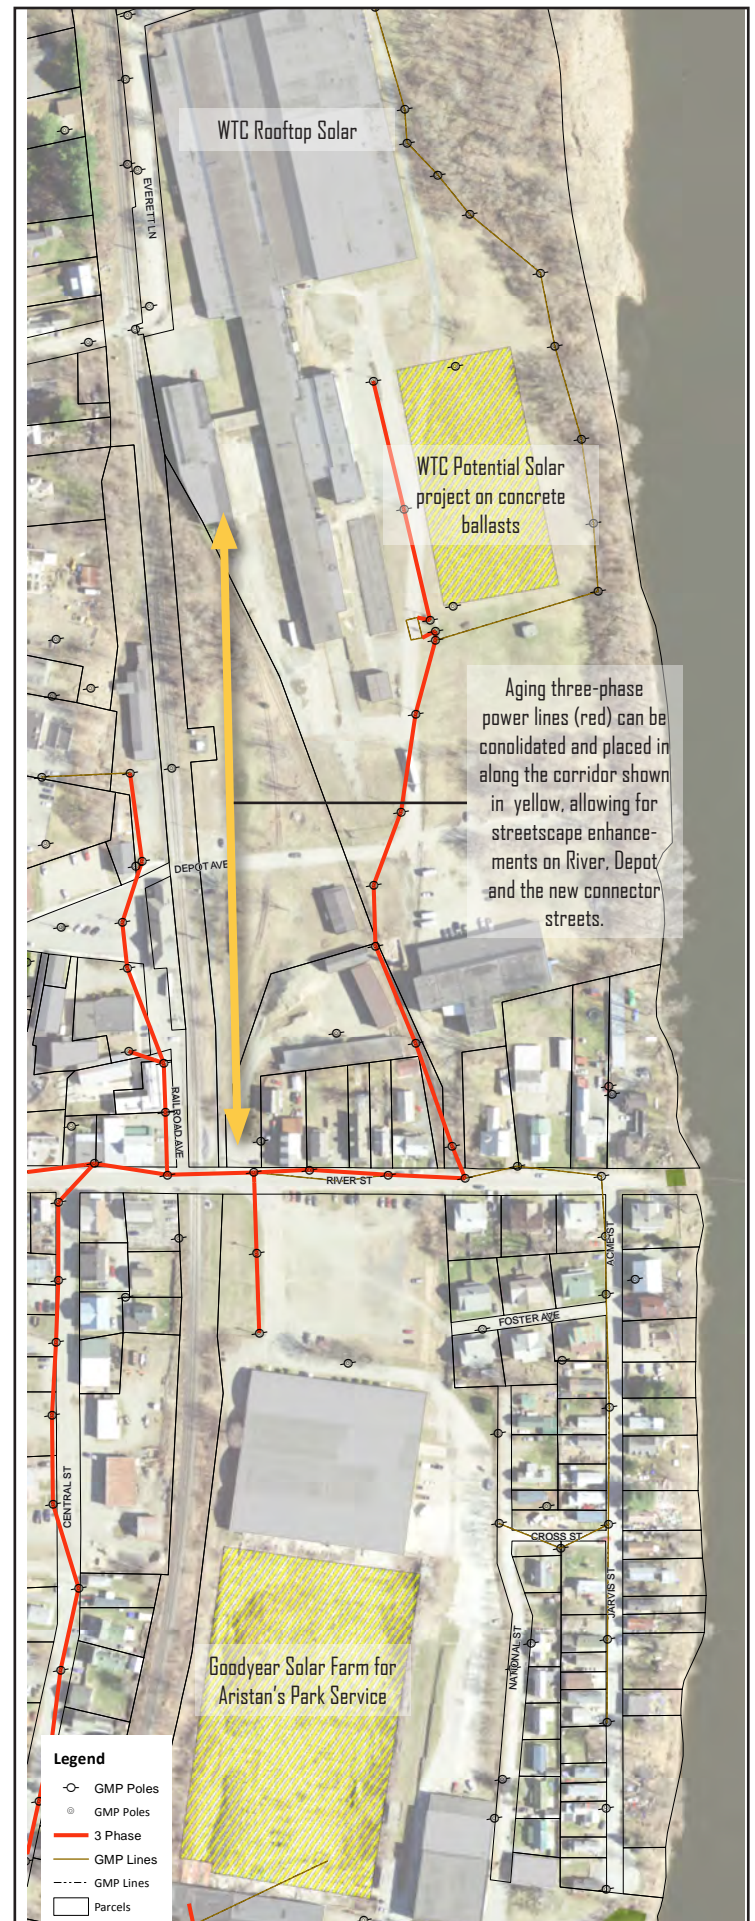 WTC Rooftop Solar
EVERETT LN
WTC Potential Solar
project on concrete
ballasts
Aging three-phase
power lines (red) can be
conolidated and placed in
along the corridor shown
in yellow, allowing for
streetscape enhance-
ments on River, Depot
and the new connector
streets.
DEPOT AVE
RAILROAD AVE
RIVER ST
ACME ST
FOSTER AVE
CENTRAL ST
CROSS ST
JARVIS ST
NATIONAL ST
Goodyear Solar Farm for
Aristan's Park Service
Legend
GMP Poles
GMP Poles
3 Phase
GMP Lines
GMP Lines
Parcels